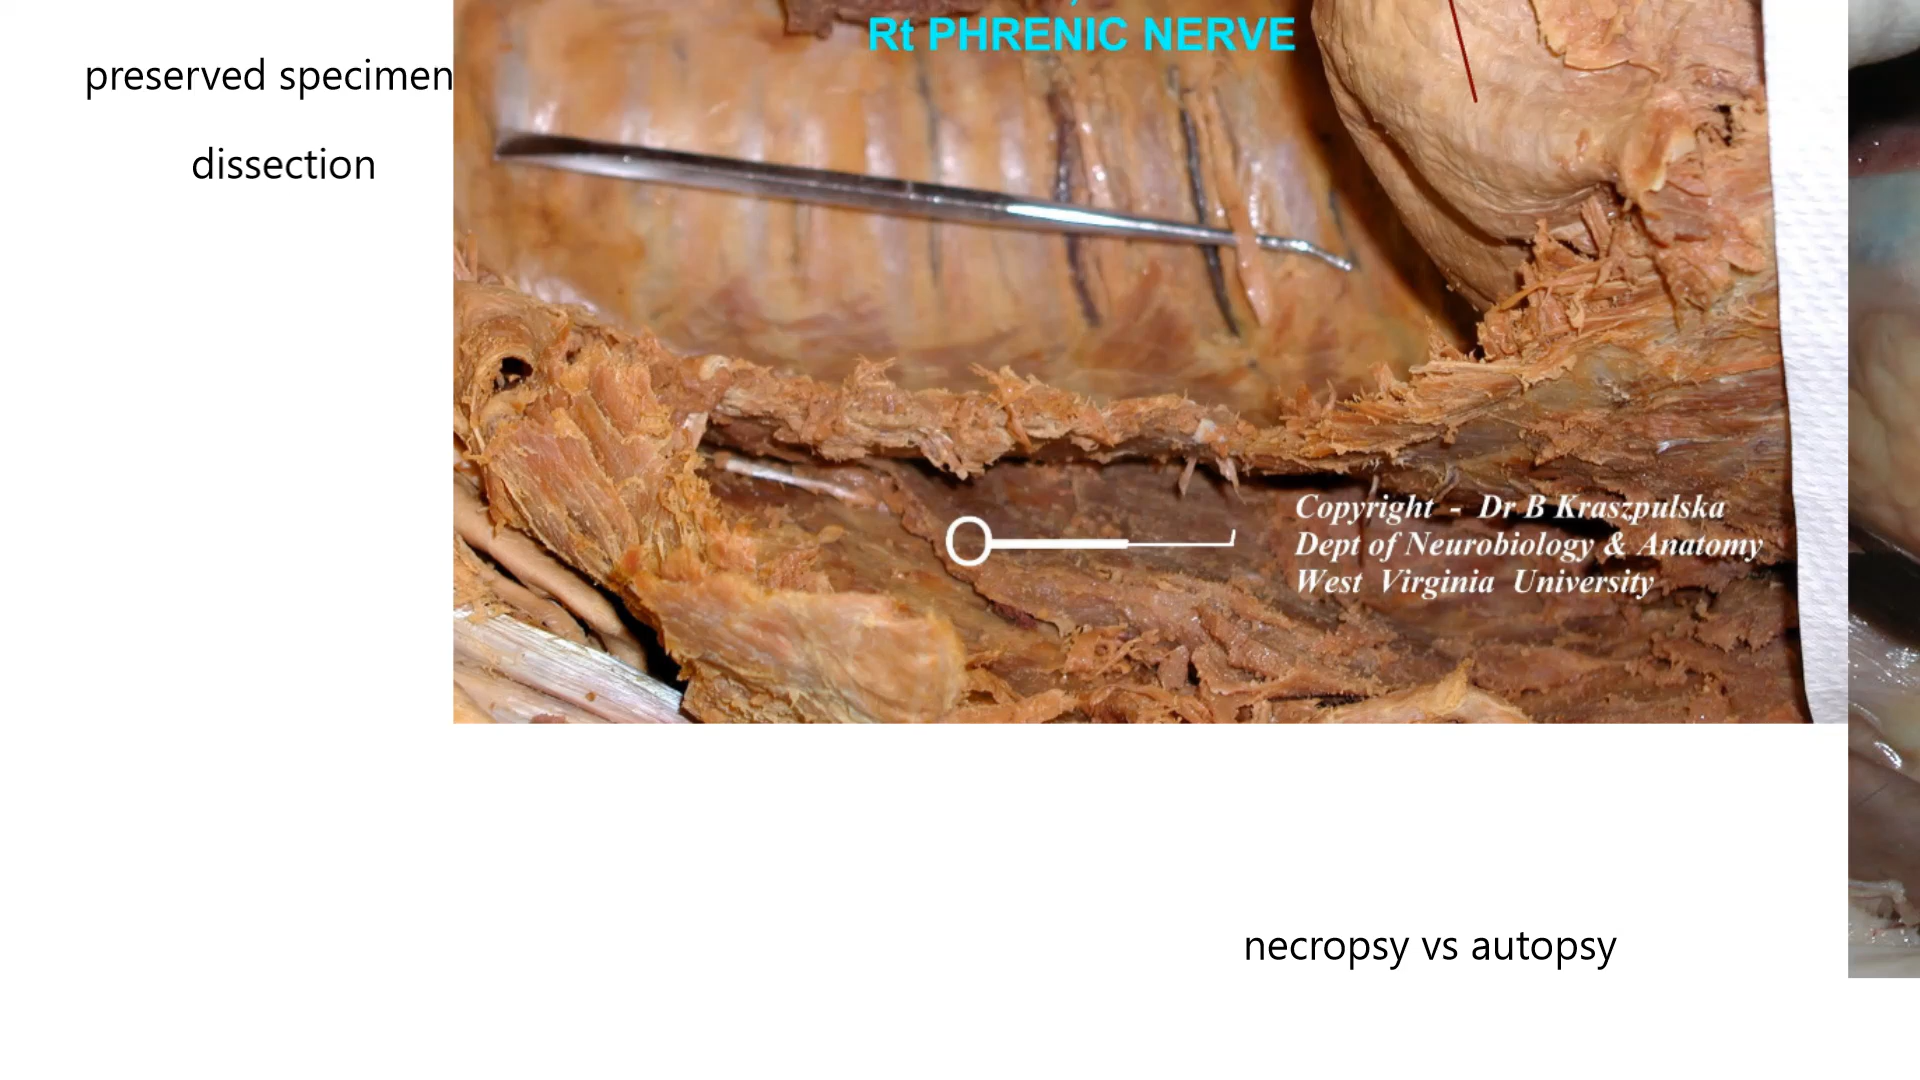 Rt PHRENIC NERVE
preserved specimen
dissection
Copyright - Dr B Kraszpulska
Dept of Neurobiology & Anatomy
West Virginia University
necropsy vs autopsy